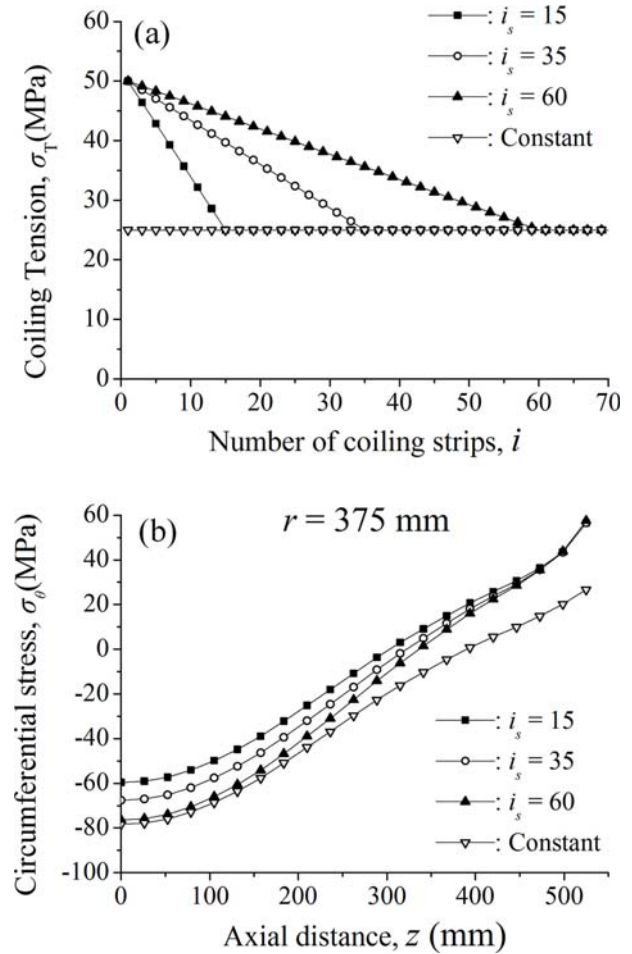 (a)
: i_s = 15
: i_s = 35
: i_s = 60
: Constant
60
50
40
30
20
10
0
Coiling Tension, σ_T(MPa)
0 10 20 30 40 50 60 70
Number of coiling strips, i
(b)
r = 375 mm
60
40
20
0
-20
-40
-60
-80
-100
Circumferential stress, σ_θ(MPa)
: i_s = 15
: i_s = 35
: i_s = 60
: Constant
0 100 200 300 400 500
Axial distance, z (mm)